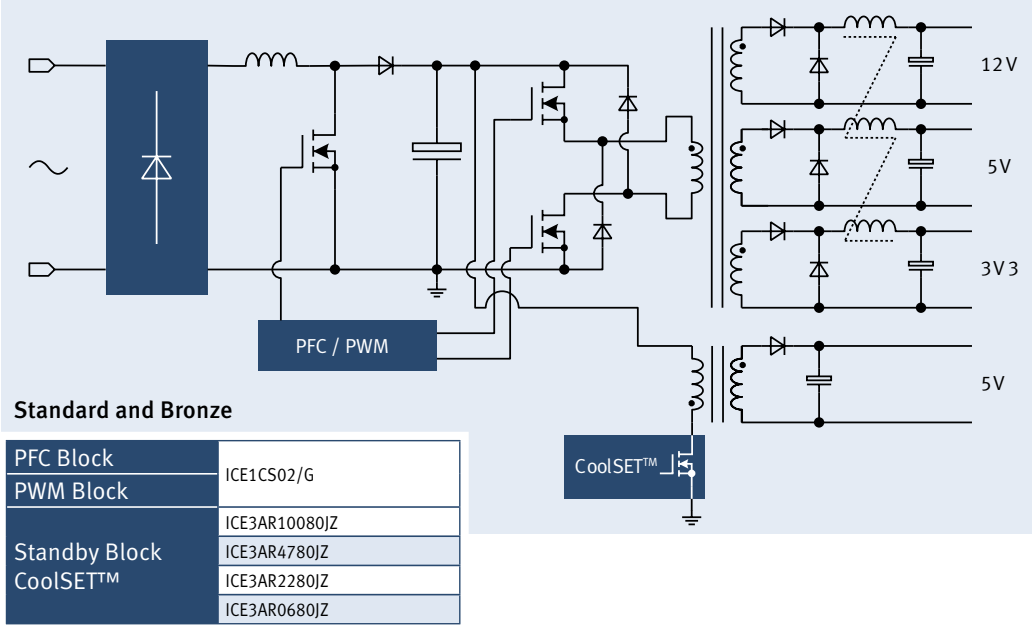 12V
5V
3V3
PFC / PWM
5V
Standard and Bronze
CoolSET™
PFC Block
ICE1CS02/G
PWM Block
Standby Block
CoolSET™
ICE3AR10080JZ
ICE3AR4780JZ
ICE3AR2280JZ
ICE3AR0680JZ